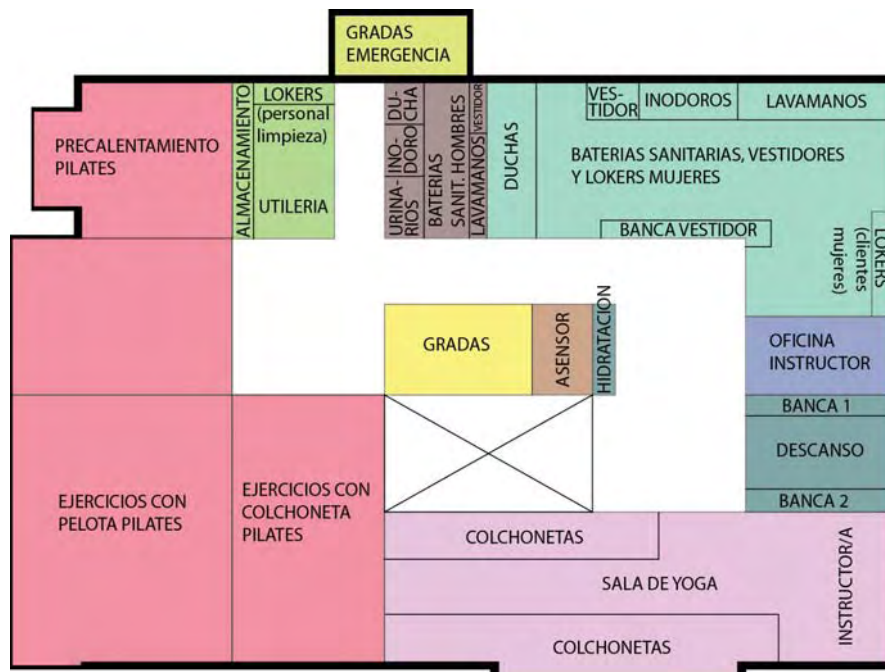 GRADAS
EMERGENCIA
PRECALENTAMIENTO
PILATES
ALMACENAMIENTO
LOKERS
(personal
limpieza)
UTILERIA
DU-
CHA
INO-
DORO
URINA-
RIOS
BATERIAS
SANIT. HOMBRES
VESTIDOR
LAVAMANOS
DUCHAS
VES-
TIDOR
INODOROS
LAVAMANOS
BATERIAS SANITARIAS, VESTIDORES
Y LOKERS MUJERES
BANCA VESTIDOR
LOKERS
(clientes
mujeres)
GRADAS
ASENSOR
HIDRATACION
OFICINA
INSTRUCTOR
BANCA 1
DESCANSO
BANCA 2
EJERCICIOS CON
PELOTA PILATES
EJERCICIOS CON
COLCHONETA
PILATES
COLCHONETAS
SALA DE YOGA
INSTRUCTOR/A
COLCHONETAS